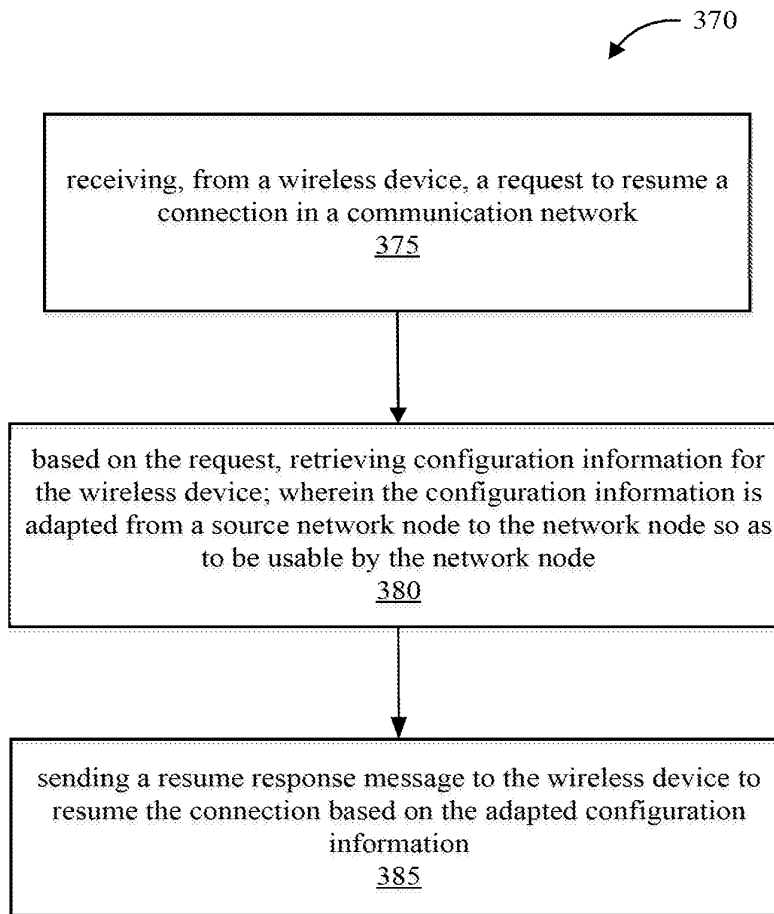 370
receiving, from a wireless device, a request to resume a
connection in a communication network
375
based on the request, retrieving configuration information for
the wireless device; wherein the configuration information is
adapted from a source network node to the network node so as
to be usable by the network node
380
sending a resume response message to the wireless device to
resume the connection based on the adapted configuration
information
385